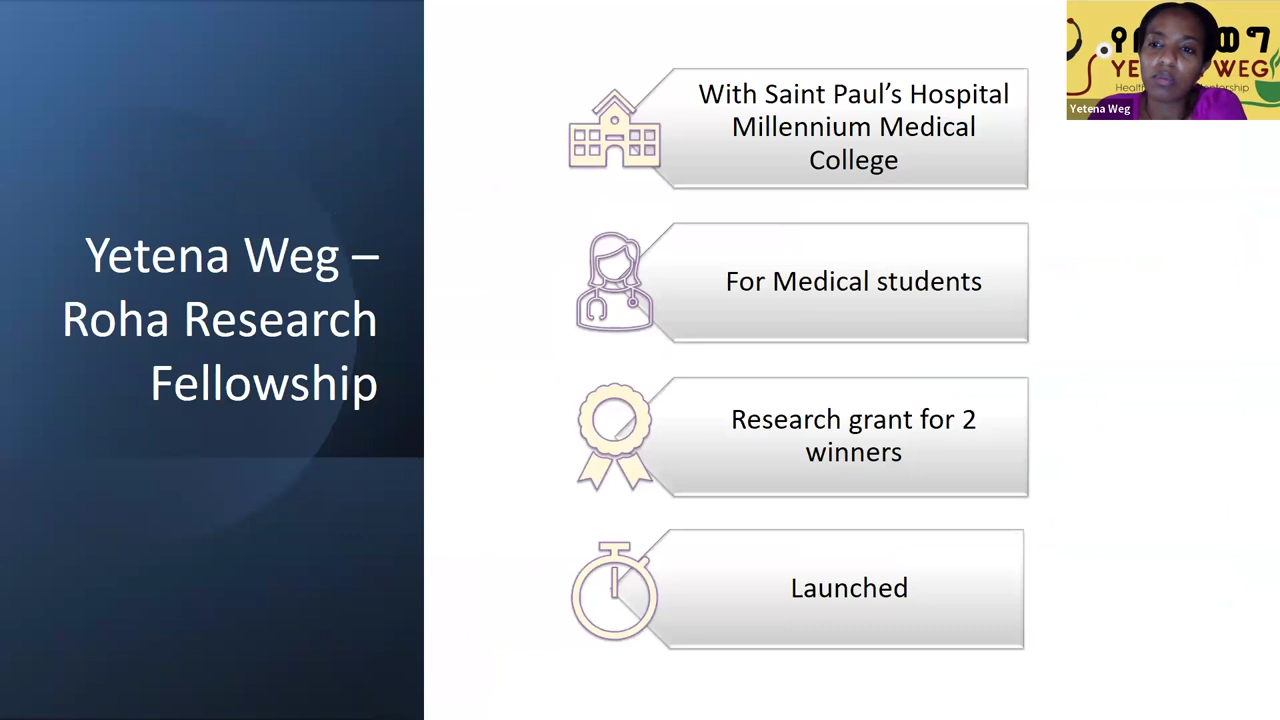 Yetena Weg –
Roha Research
Fellowship
With Saint Paul’s Hospital
Millennium Medical
College
For Medical students
Research grant for 2
winners
Launched
WEG
Yetena Weg